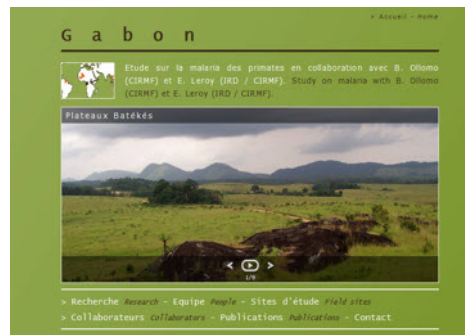 > Accueil - Home
Gabon
Etude sur la malaria des primates en collaboration avec B. Ollomo
(CIRMF) et E. Leroy (IRD / CIRMF). Study on malaria with B. Ollomo
(CIRMF) et E. Leroy (IRD / CIRMF).
Plateaux Batékés
< >
1/8
> Recherche Research - Equipe People - Sites d'étude Field sites
> Collaborateurs Collaborators - Publications Publications - Contact